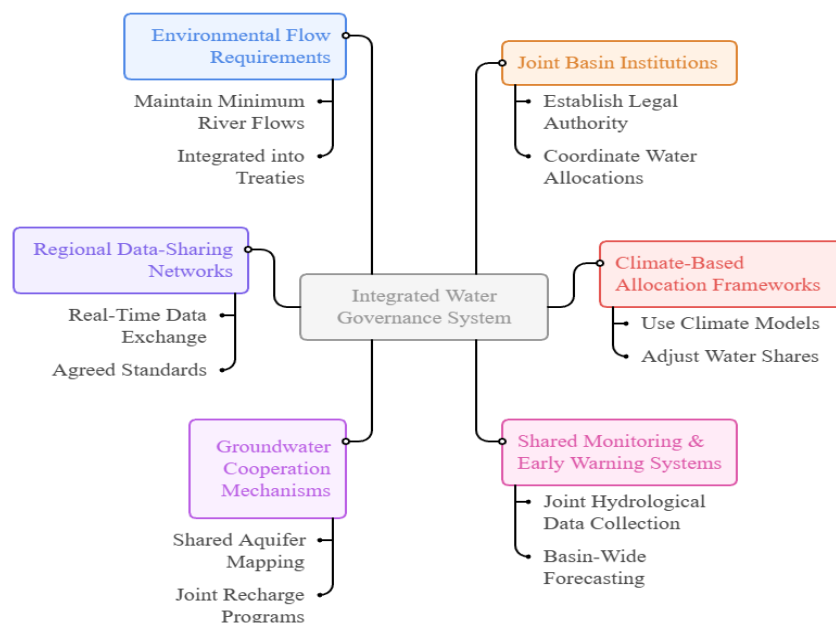 Environmental Flow
Requirements
Maintain Minimum
River Flows
Integrated into
Treaties
Joint Basin Institutions
Establish Legal
Authority
Coordinate Water
Allocations
Regional Data-Sharing
Networks
Real-Time Data
Exchange
Agreed Standards
Integrated Water
Governance System
Climate-Based
Allocation Frameworks
Use Climate Models
Adjust Water Shares
Groundwater
Cooperation
Mechanisms
Shared Aquifer
Mapping
Joint Recharge
Programs
Shared Monitoring &
Early Warning Systems
Joint Hydrological
Data Collection
Basin-Wide
Forecasting